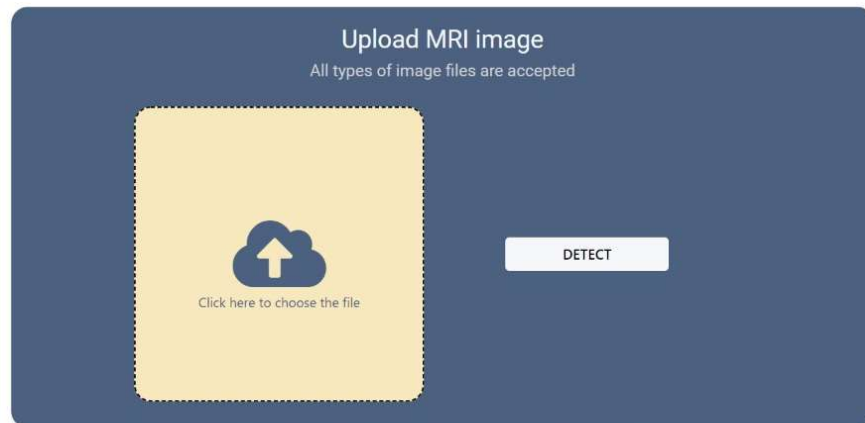 Upload MRI image
All types of image files are accepted
DETECT
Click here to choose the file